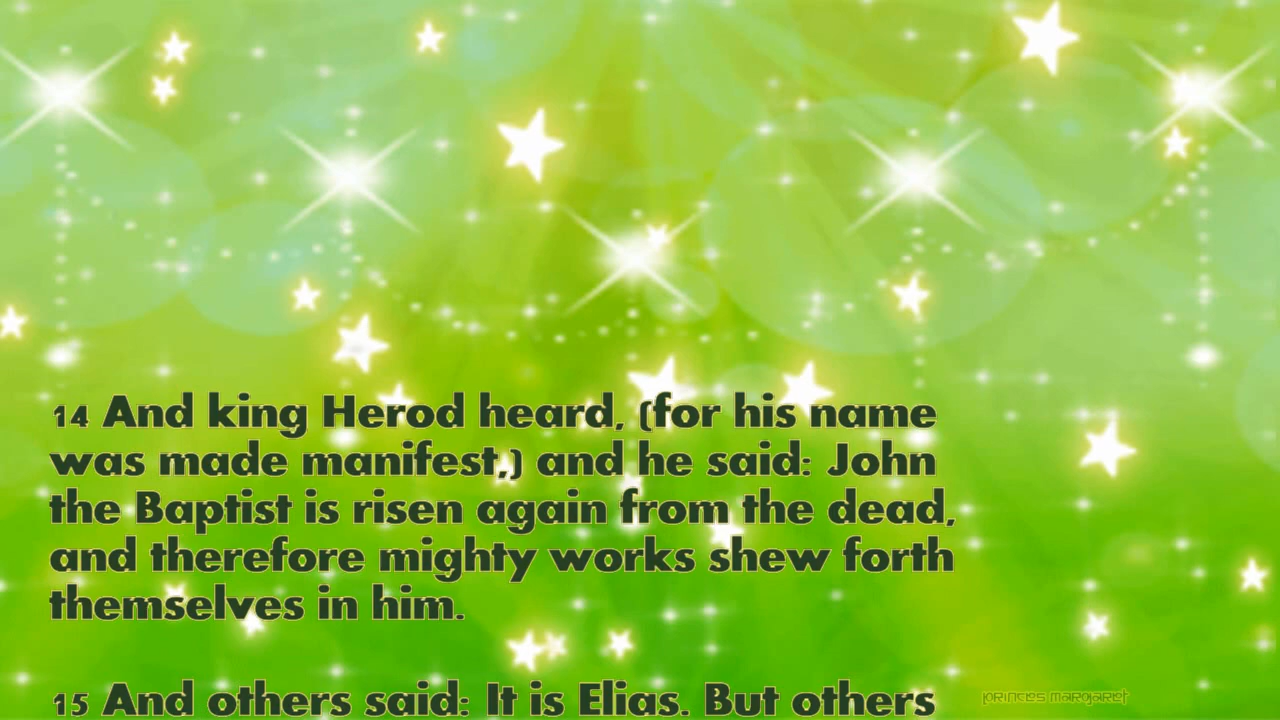 14 And king Herod heard, (for his name
was made manifest,) and he said: John
the Baptist is risen again from the dead,
and therefore mighty works shew forth
themselves in him.
15 And others said: It is Elias. But others